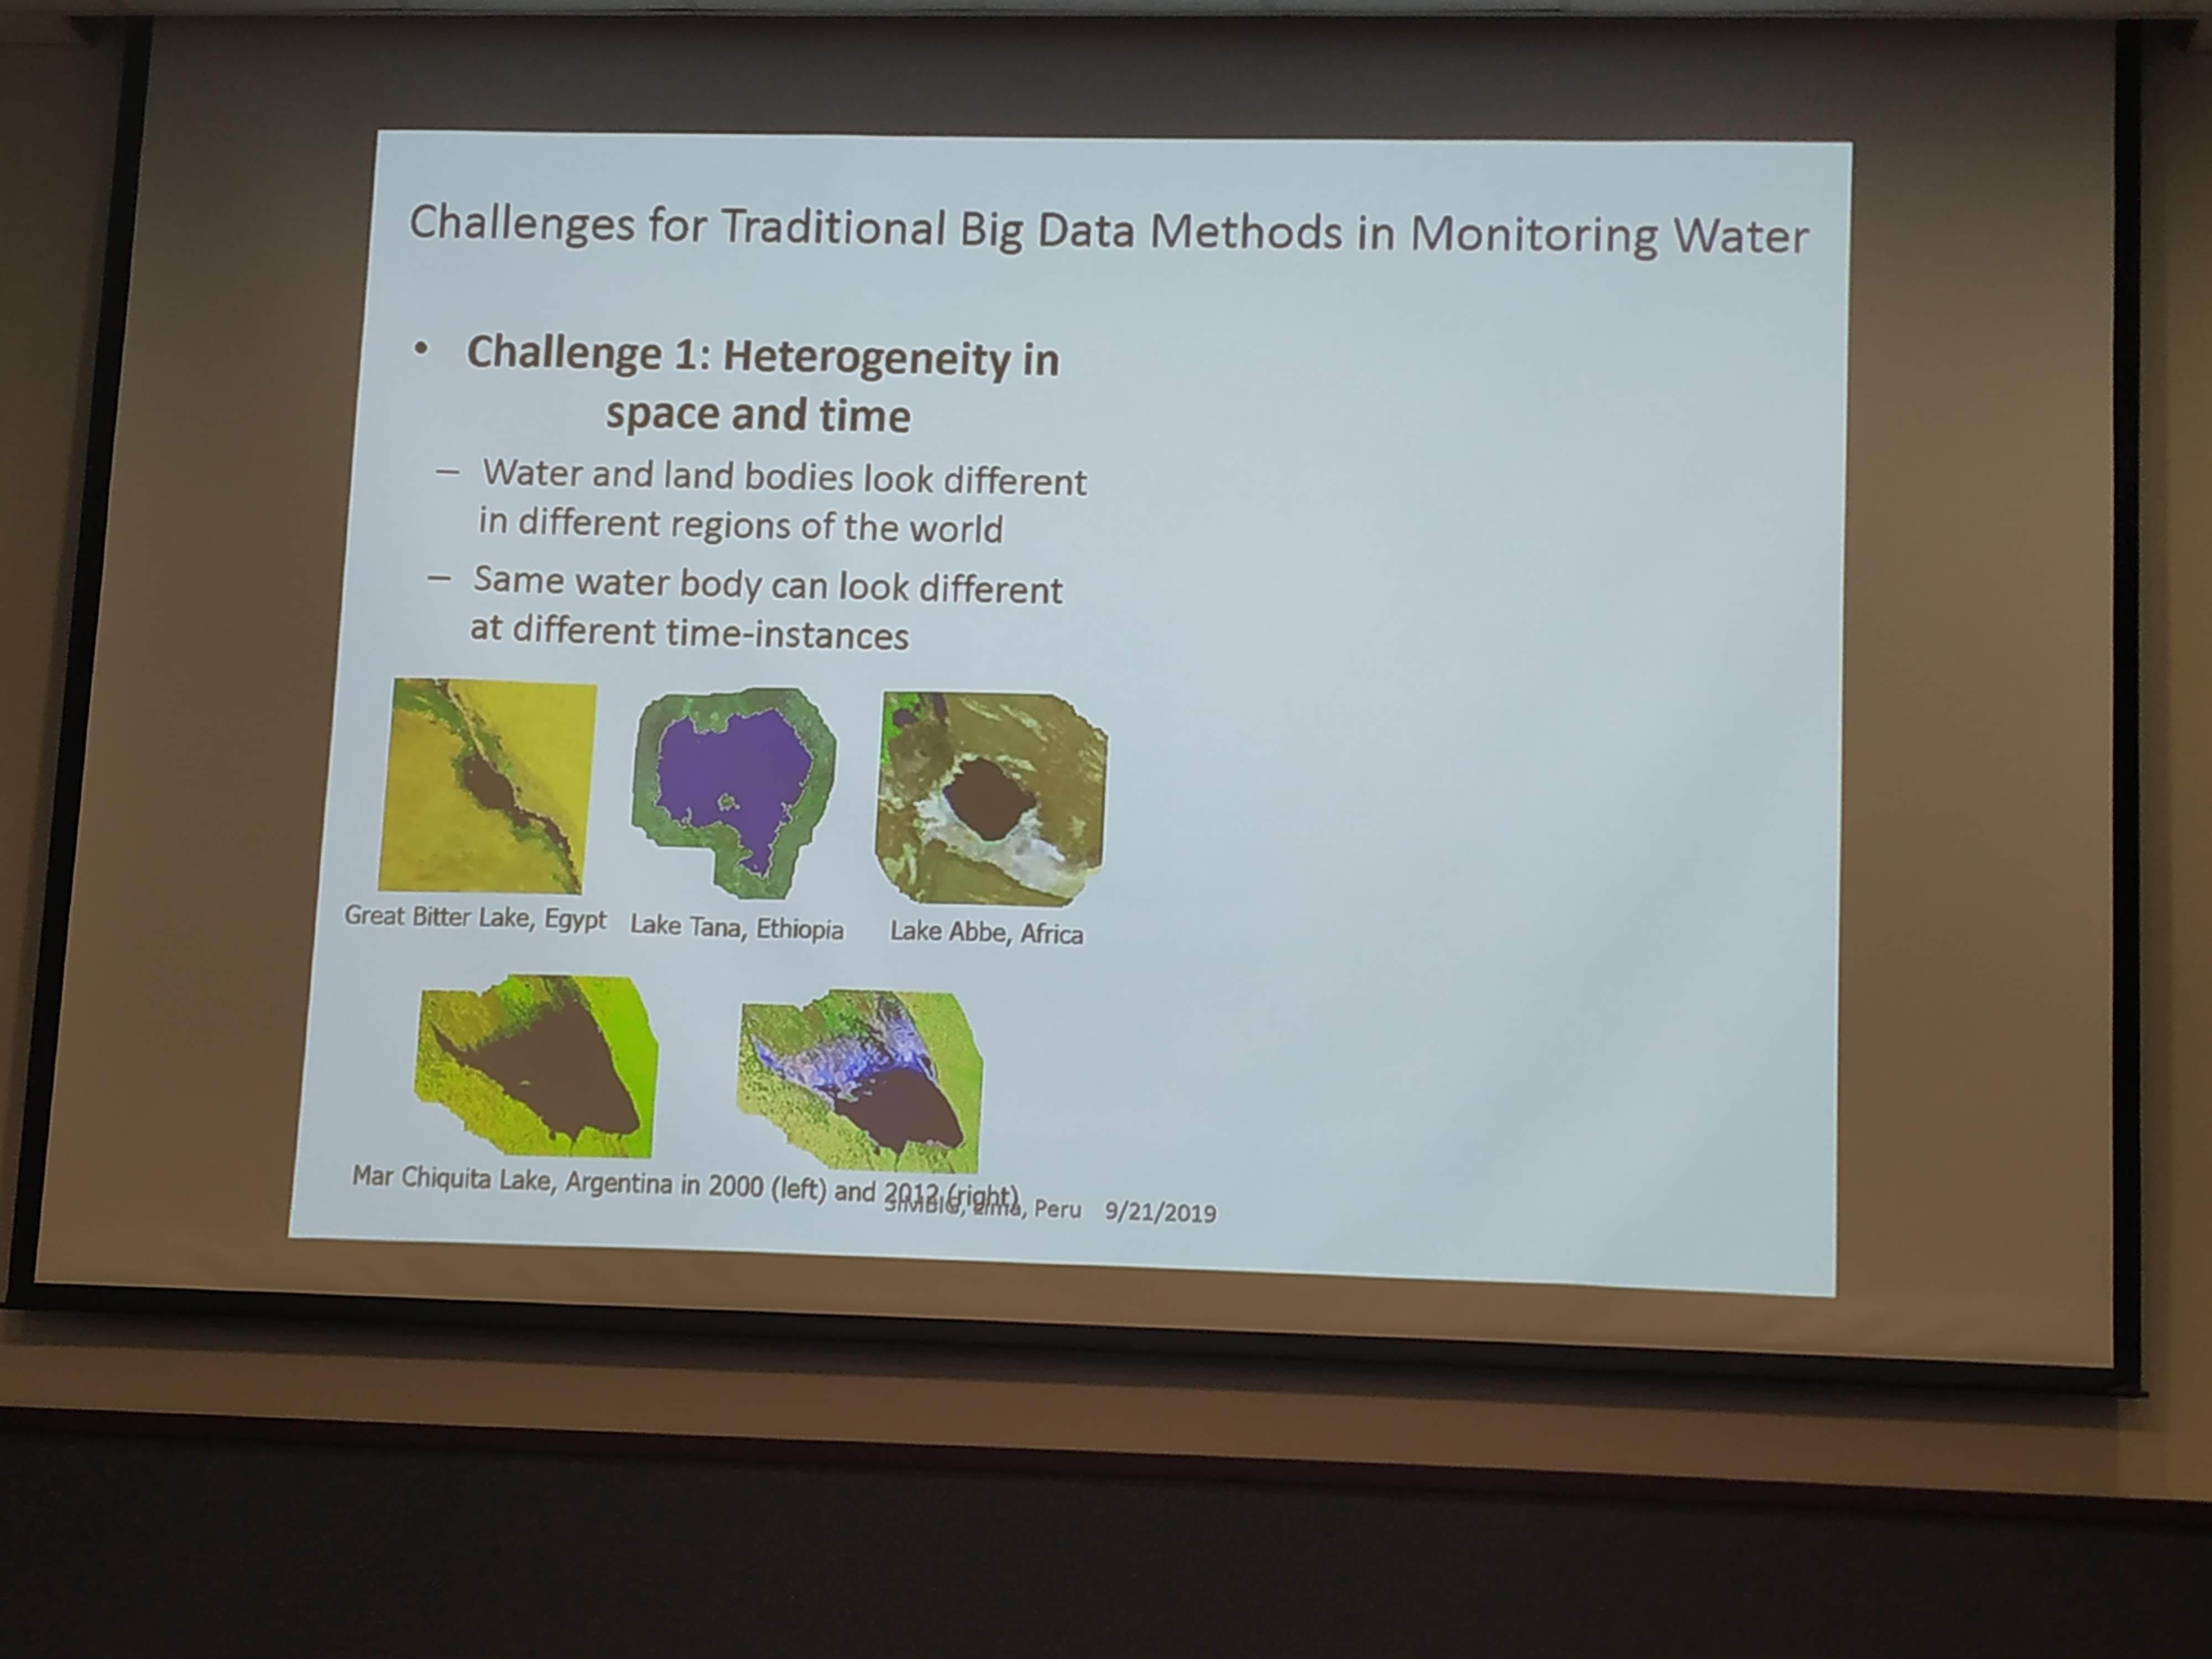 Challenges for Traditional Big Data Methods in Monitoring Water
• Challenge 1: Heterogeneity in
space and time
– Water and land bodies look different
in different regions of the world
– Same water body can look different
at different time-instances
Great Bitter Lake, Egypt Lake Tana, Ethiopia Lake Abbe, Africa
Mar Chiquita Lake, Argentina in 2000 (left) and 2012 (right)
SIMBIG, Lima, Peru 9/21/2019